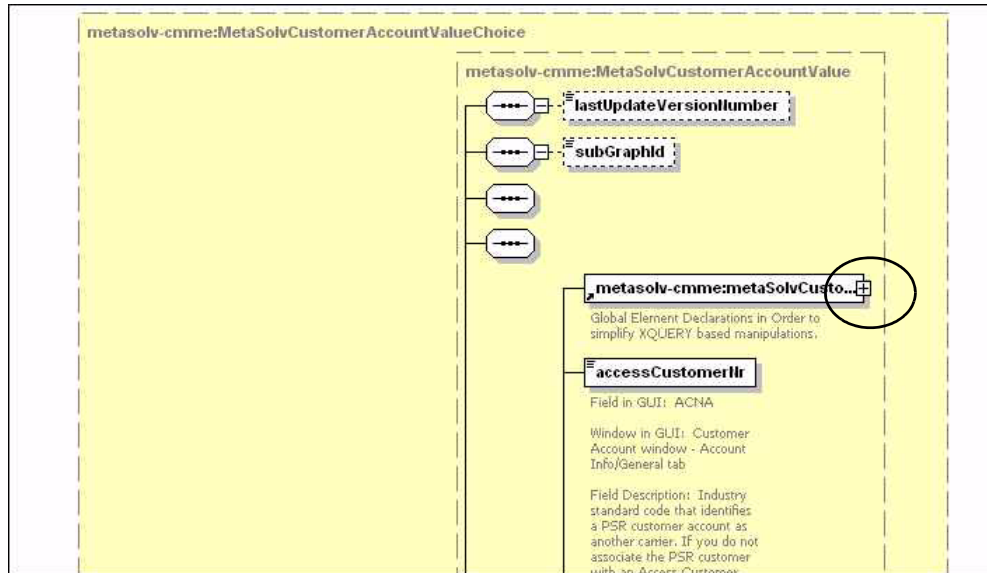 metasolv-cmme:MetaSolvCustomerAccountValueChoice
metasolv-cmme:MetaSolvCustomerAccountValue
lastUpdateVersionNumber
subGraphId
metasolv-cmme:metaSolvCusto...
Global Element Declarations in Order to
simplify XQUERY based manipulations.
accessCustomerNr
Field in GUI: ACNA
Window in GUI: Customer
Account window - Account
Info/General tab
Field Description: Industry
standard code that identifies
a PSR customer account as
another carrier. If you do not
associate the PSR customer
with an Access Customer